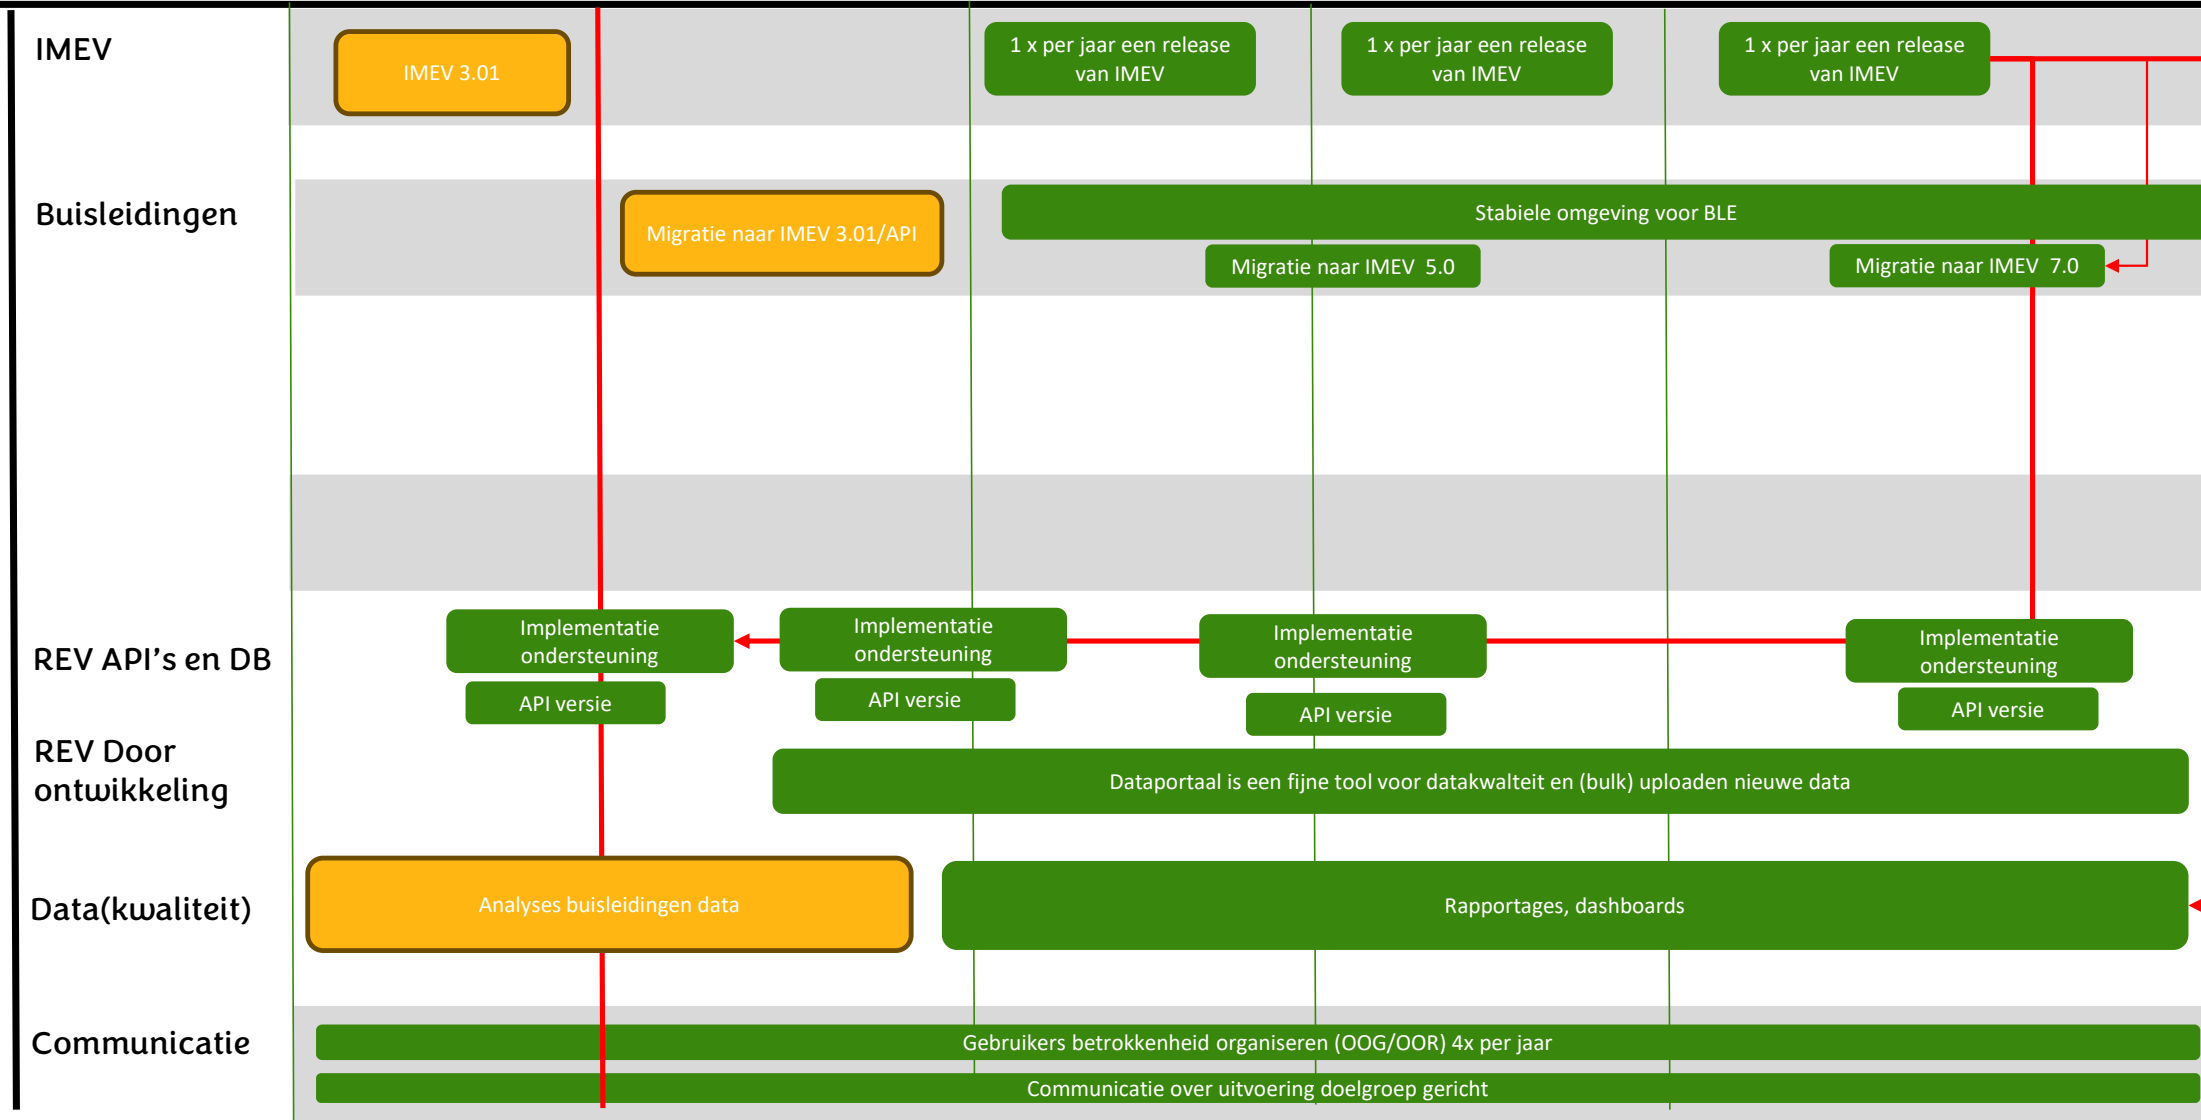 IMEV
IMEV 3.01
1 x per jaar een release
van IMEV
1 x per jaar een release
van IMEV
1 x per jaar een release
van IMEV
Buisleidingen
Migratie naar IMEV 3.01/API
Stabiele omgeving voor BLE
Migratie naar IMEV 5.0
Migratie naar IMEV 7.0
REV API's en DB
Implementatie
ondersteuning
API versie
Implementatie
ondersteuning
API versie
Implementatie
ondersteuning
API versie
Implementatie
ondersteuning
API versie
REV Door
ontwikkeling
Dataportaal is een fijne tool voor datakwalteit en (bulk) uploaden nieuwe data
Data(kwaliteit)
Analyses buisleidingen data
Rapportages, dashboards
Communicatie
Gebruikers betrokkenheid organiseren (OOG/OOR) 4x per jaar
Communicatie over uitvoering doelgroep gericht